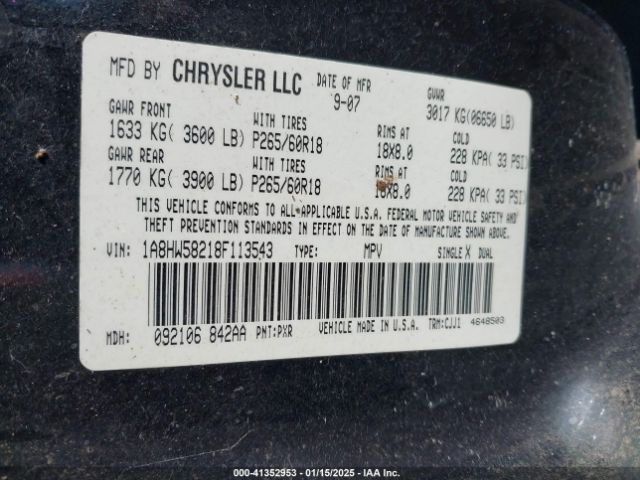 MFD BY CHRYSLER LLC DATE OF MFR GVWR
9-07 3017 KG(06650 LB)
GAWR FRONT WITH TIRES RIMS AT COLD
1633 KG( 3600 LB) P265/60R18 18X8.0 228 KPA( 33 PSI)
GAWR REAR WITH TIRES RIMS AT COLD
1770 KG( 3900 LB) P265/60R18 18X8.0 228 KPA( 33 PSI)
THIS VEHICLE CONFORMS TO ALL APPLICABLE U.S.A. FEDERAL MOTOR VEHICLE SAFETY AND
THEFT PREVENTION STANDARDS IN EFFECT ON THE DATE OF MANUFACTURE SHOWN ABOVE.
VIN: 1A8HW58218F113543 TYPE: MPV SINGLE X DUAL
MDH: 092106 842AA PNT:PXR VEHICLE MADE IN U.S.A. TRM:CJJ1 4648503
000-41352953 - 01/15/2025 - IAA Inc.